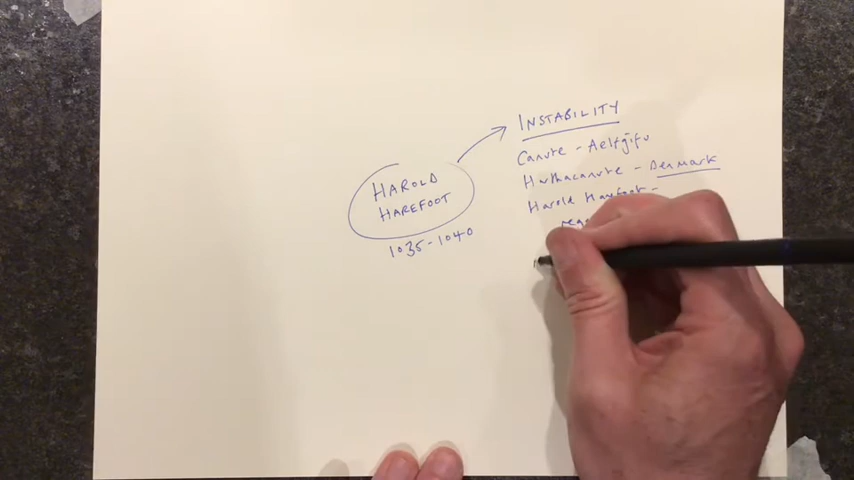 INSTABILITY
Canute - Aelfgifu
Harthacanute - Denmark
HAROLD
HAREFOOT
1035-1040
Harold Harefoot -